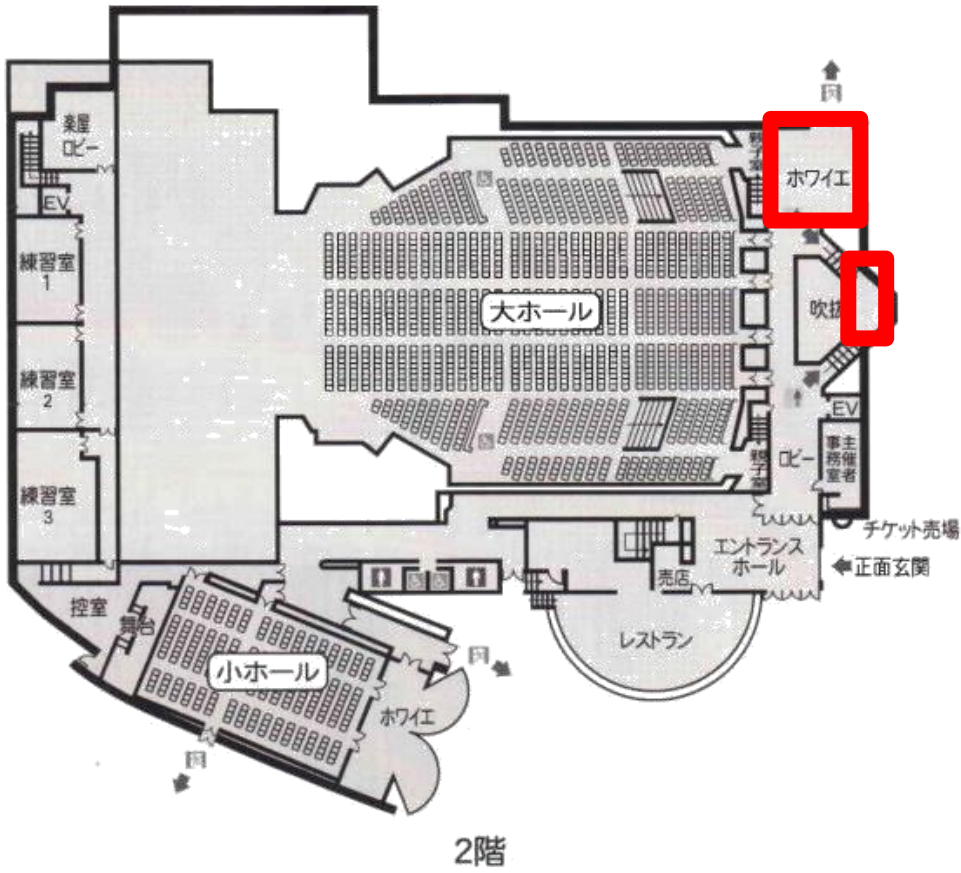 楽屋
ロビー
EV
練習室
1
練習室
2
練習室
3
控室
舞台
小ホール
ホワイエ
大ホール
親子室
ホワイエ
吹抜
EV
主催者
事務室
ロビー
親子室
チケット売場
エントランス
ホール
正面玄関
売店
レストラン
2階